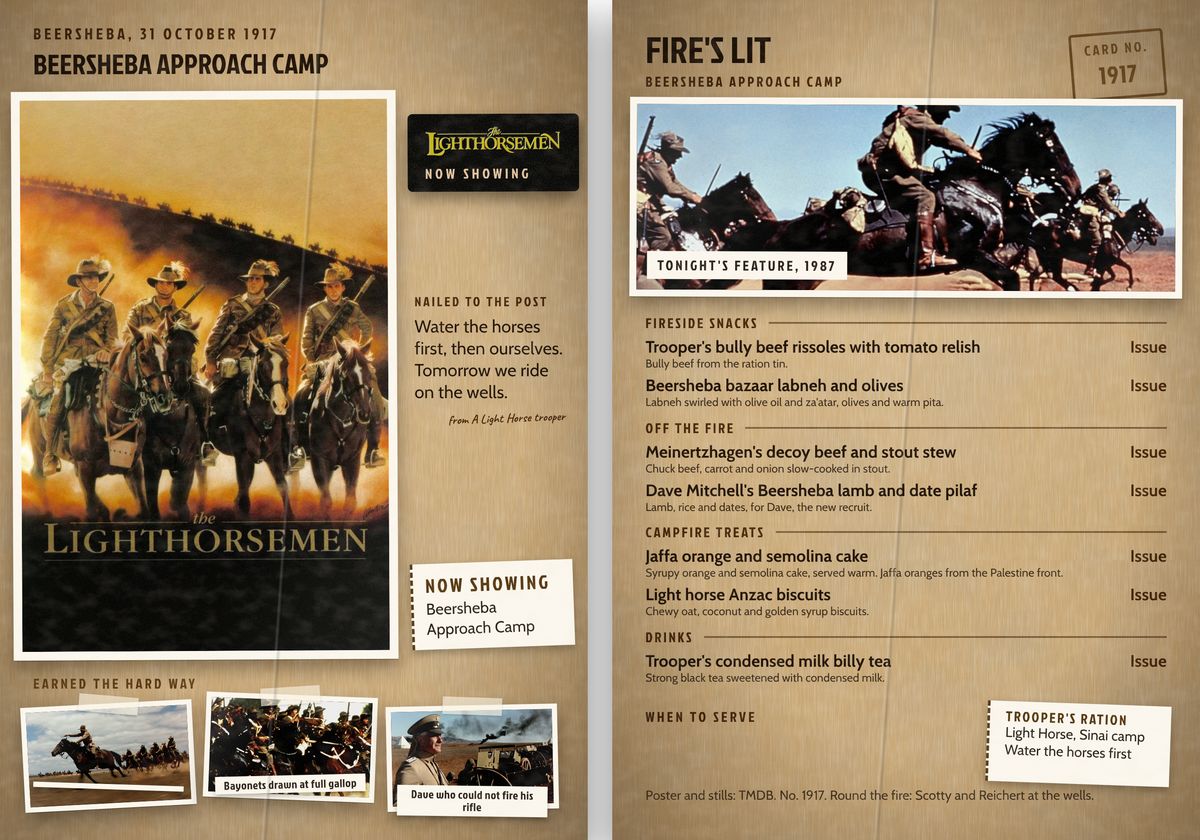 BEERSHEBA, 31 OCTOBER 1917
BEERSHEBA APPROACH CAMP
the
LIGHTHORSEMEN
The
LIGHTHORSEMEN
NOW SHOWING
NAILED TO THE POST
Water the horses
first, then ourselves.
Tomorrow we ride
on the wells.
from A Light Horse trooper
NOW SHOWING
Beersheba
Approach Camp
EARNED THE HARD WAY
Bayonets drawn at full gallop
Dave who could not fire his
rifle
FIRE'S LIT
BEERSHEBA APPROACH CAMP
CARD NO.
1917
TONIGHT'S FEATURE, 1987
FIRESIDE SNACKS
Trooper's bully beef rissoles with tomato relish Issue
Bully beef from the ration tin.
Beersheba bazaar labneh and olives Issue
Labneh swirled with olive oil and za'atar, olives and warm pita.
OFF THE FIRE
Meinertzhagen's decoy beef and stout stew Issue
Chuck beef, carrot and onion slow-cooked in stout.
Dave Mitchell's Beersheba lamb and date pilaf Issue
Lamb, rice and dates, for Dave, the new recruit.
CAMPFIRE TREATS
Jaffa orange and semolina cake Issue
Syrupy orange and semolina cake, served warm. Jaffa oranges from the Palestine front.
Light horse Anzac biscuits Issue
Chewy oat, coconut and golden syrup biscuits.
DRINKS
Trooper's condensed milk billy tea Issue
Strong black tea sweetened with condensed milk.
WHEN TO SERVE
TROOPER'S RATION
Light Horse, Sinai camp
Water the horses first
Poster and stills: TMDB. No. 1917. Round the fire: Scotty and Reichert at the wells.